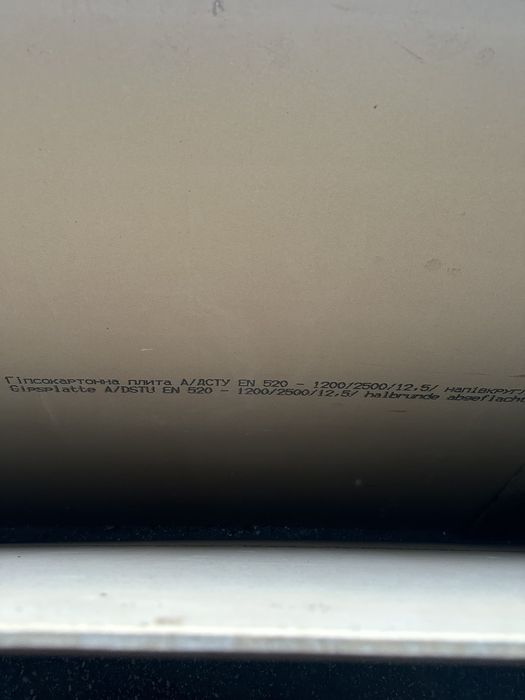 Гіпсокартонна плита А/ДСТУ EN 520 - 1200/2500/12,5/ напівкругл
Gipsplatte A/DSTU EN 520 - 1200/2500/12,5/ halbrunde abgeflacht